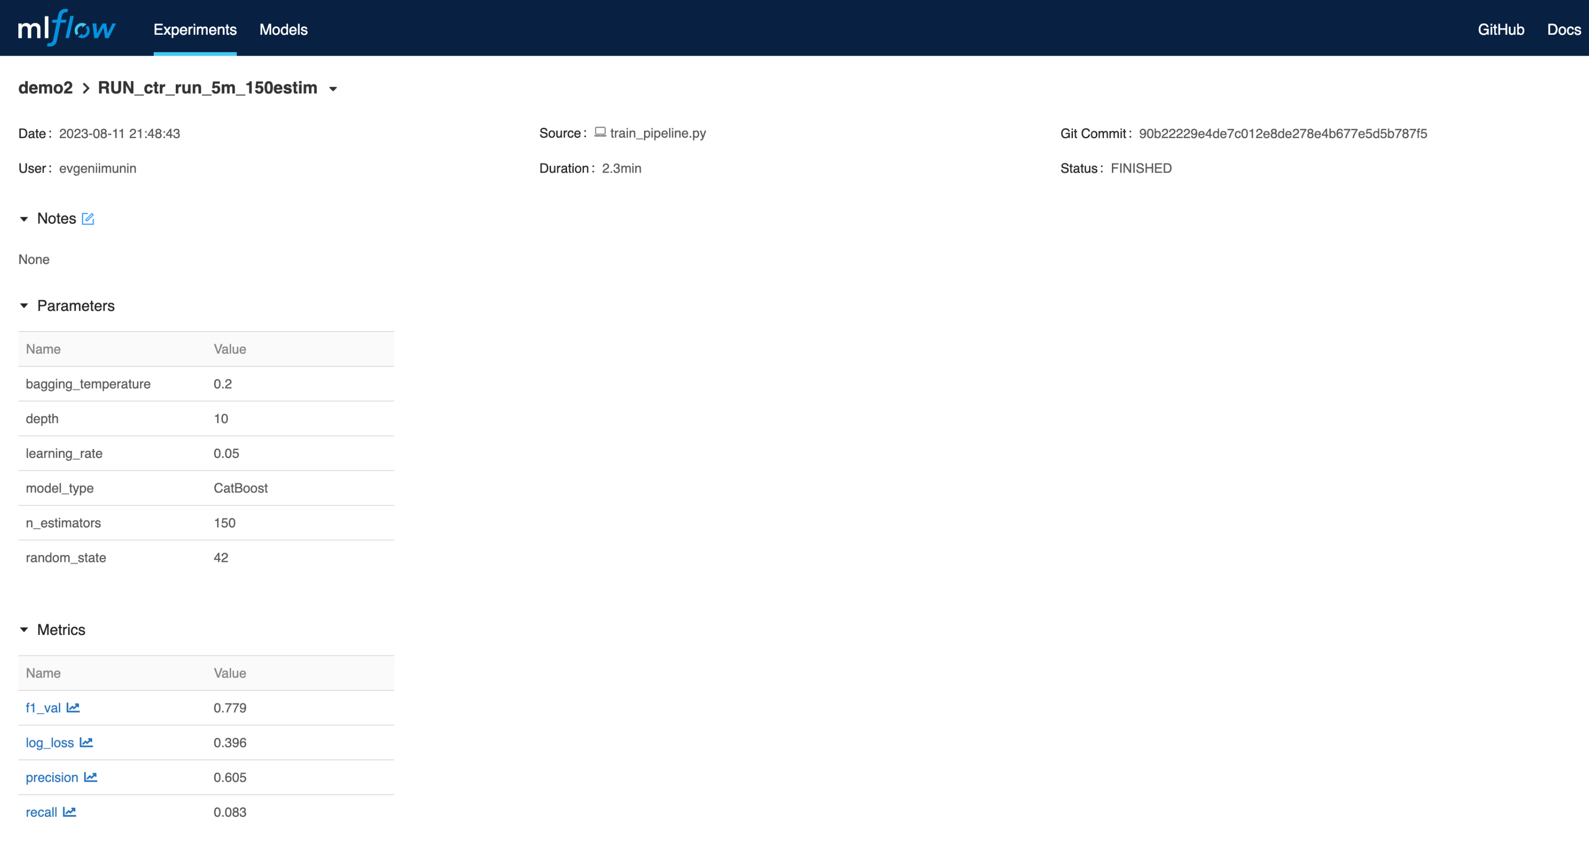 mlflow Experiments Models GitHub Docs
demo2 > RUN_ctr_run_5m_150estim
Date: 2023-08-11 21:48:43 Source: train_pipeline.py Git Commit: 90b22229e4de7c012e8de278e4b677e5d5b787f5
User: evgeniimunin Duration: 2.3min Status: FINISHED
Notes
None
Parameters
Name Value
bagging_temperature 0.2
depth 10
learning_rate 0.05
model_type CatBoost
n_estimators 150
random_state 42
Metrics
Name Value
f1_val 0.779
log_loss 0.396
precision 0.605
recall 0.083